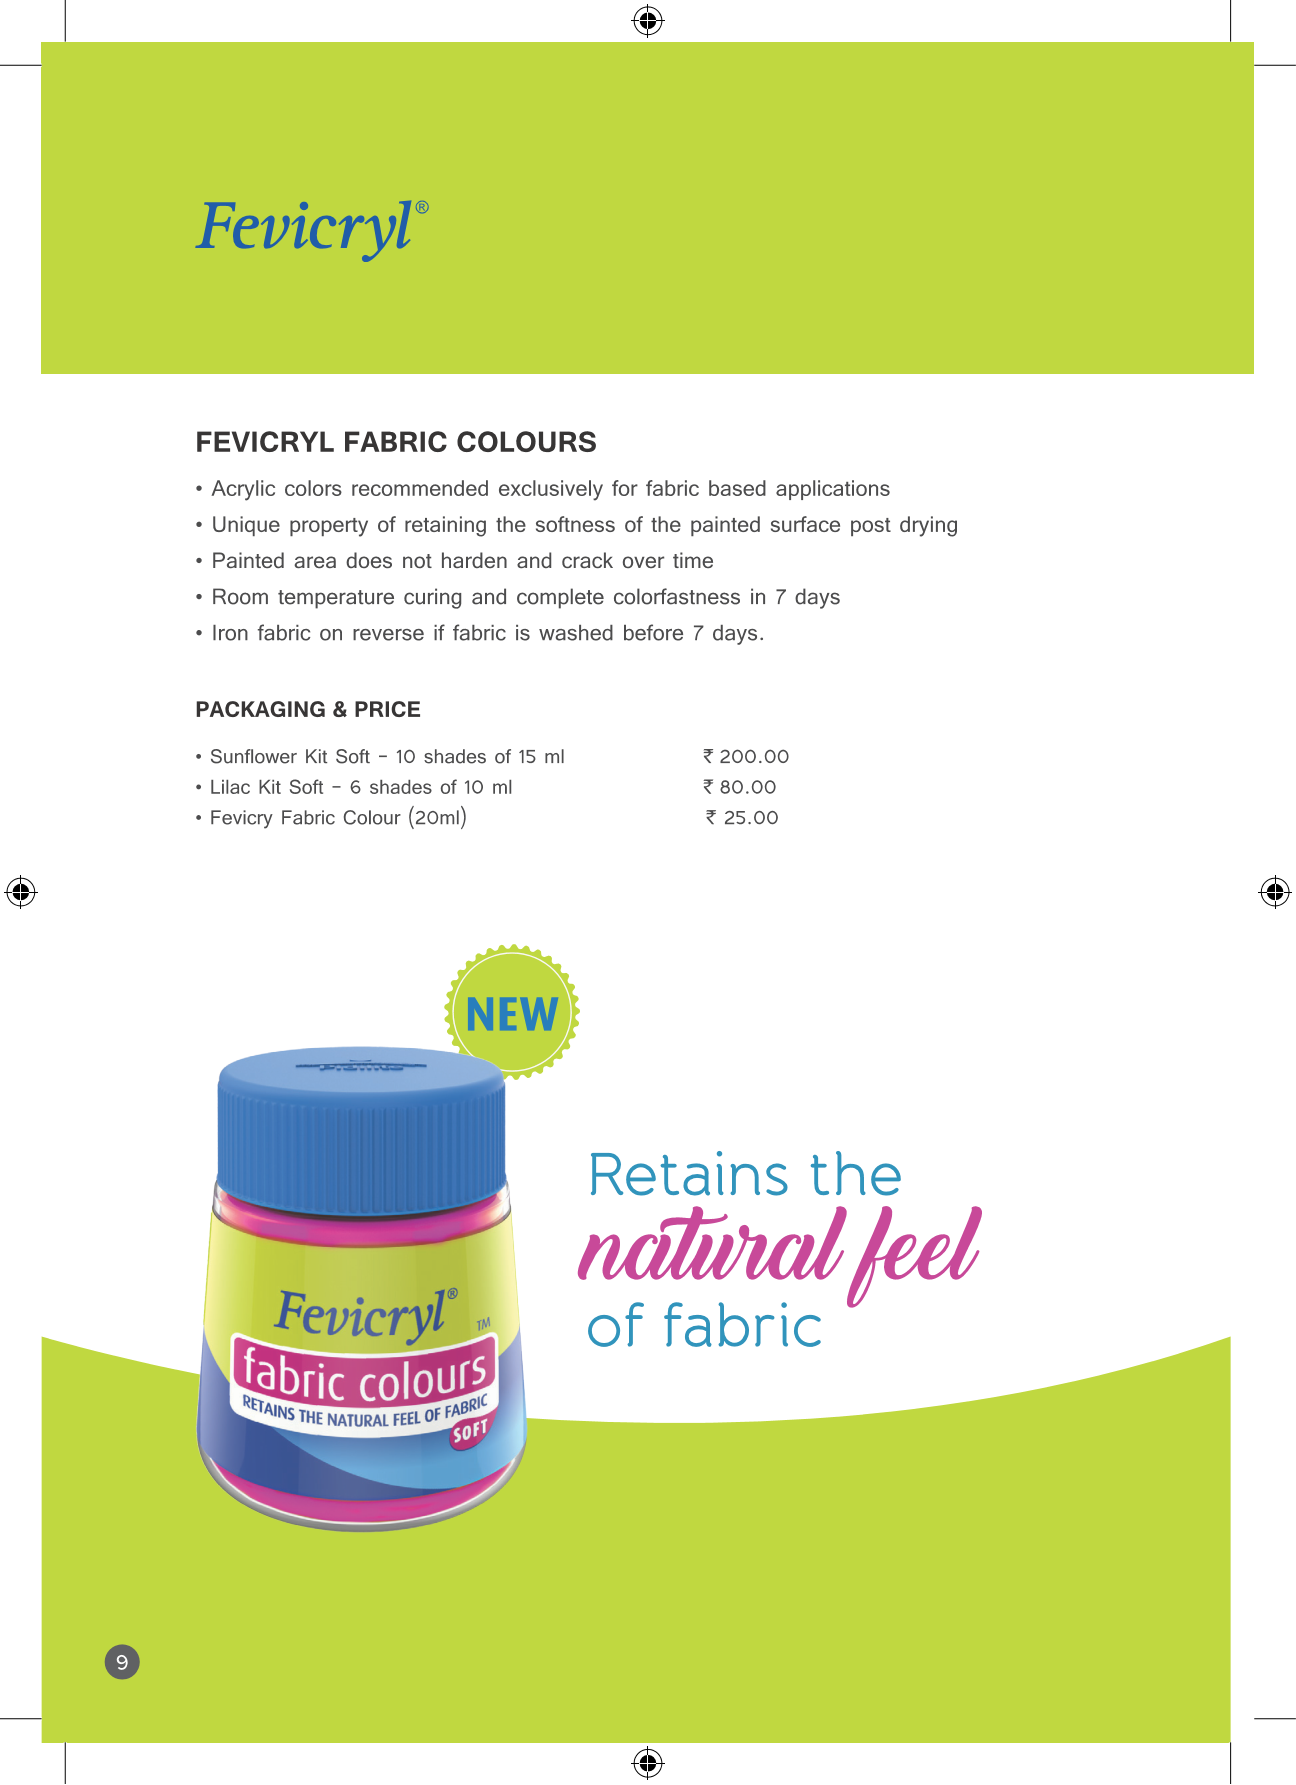 Fevicryl®
FEVICRYL FABRIC COLOURS
• Acrylic colors recommended exclusively for fabric based applications
• Unique property of retaining the softness of the painted surface post drying
• Painted area does not harden and crack over time
• Room temperature curing and complete colorfastness in 7 days
• Iron fabric on reverse if fabric is washed before 7 days.
PACKAGING & PRICE
• Sunflower Kit Soft - 10 shades of 15 ml ₹ 200.00
• Lilac Kit Soft - 6 shades of 10 ml ₹ 80.00
• Fevicry Fabric Colour (20ml) ₹ 25.00
NEW
Retains the
natural feel
of fabric
Fevicryl®
TM
fabric colours
RETAINS THE NATURAL FEEL OF FABRIC
SOFT
9